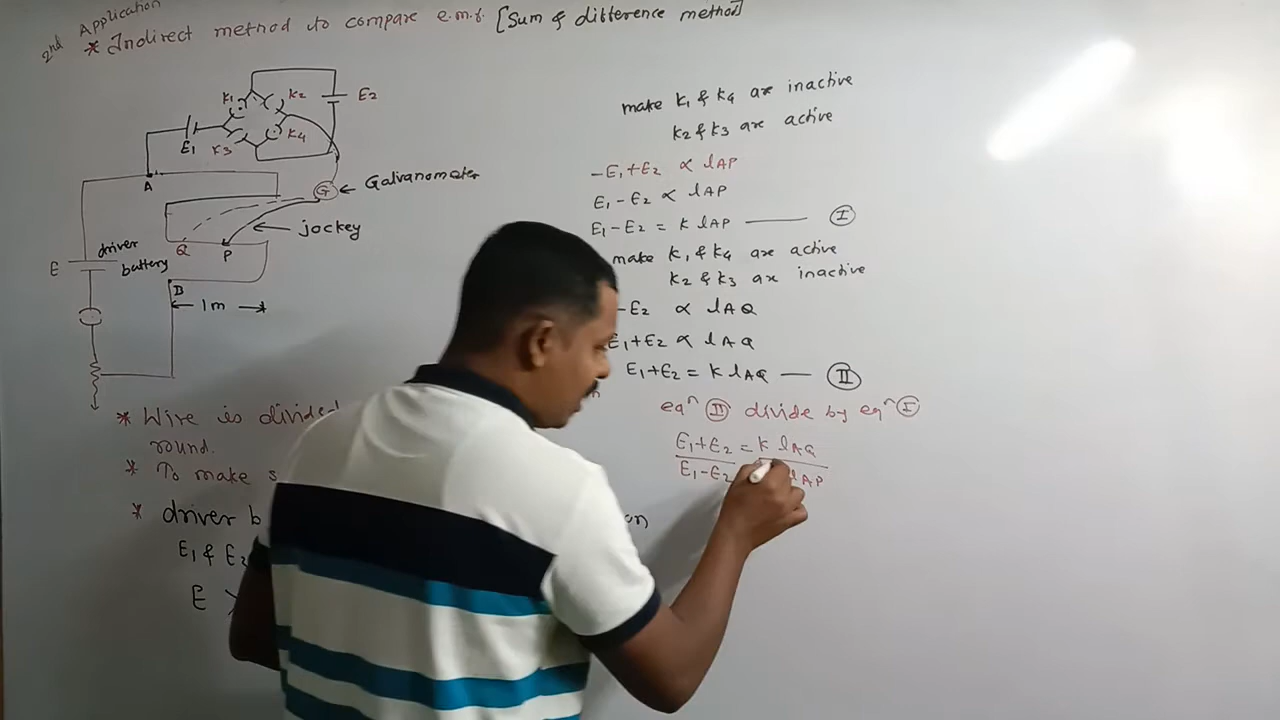 2nd Application
* Indirect method to compare e.m.f. [Sum & difference method]
K1 K2 E2
E1 K3 K4
A
G ← Galvanometer
← jockey
Q P
E driver battery
B
← 1m →
* Wire is divided
round.
* To make s
* driver b
E1 & E2
E >
on
make K1 & K4 are inactive
K2 & K3 are active
-E1+E2 ∝ lAP
E1-E2 ∝ lAP
E1-E2 = K lAP —— I
make K1 & K4 are active
K2 & K3 are inactive
-E2 ∝ lAQ
E1+E2 ∝ lAQ
E1+E2 = K lAQ — II
eqn II divide by eqn I
E1+E2 = K lAQ
E1-E2 lAP